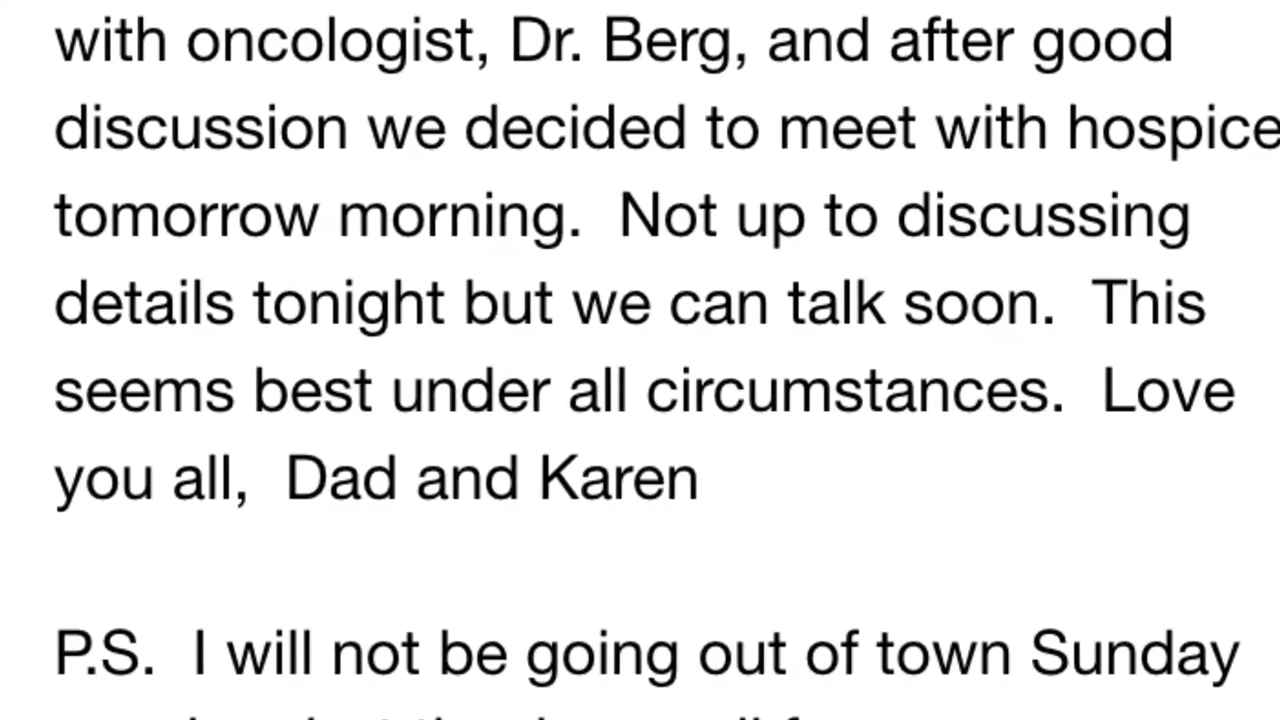 with oncologist, Dr. Berg, and after good
discussion we decided to meet with hospice
tomorrow morning.  Not up to discussing
details tonight but we can talk soon.  This
seems best under all circumstances.  Love
you all,  Dad and Karen
P.S.  I will not be going out of town Sunday